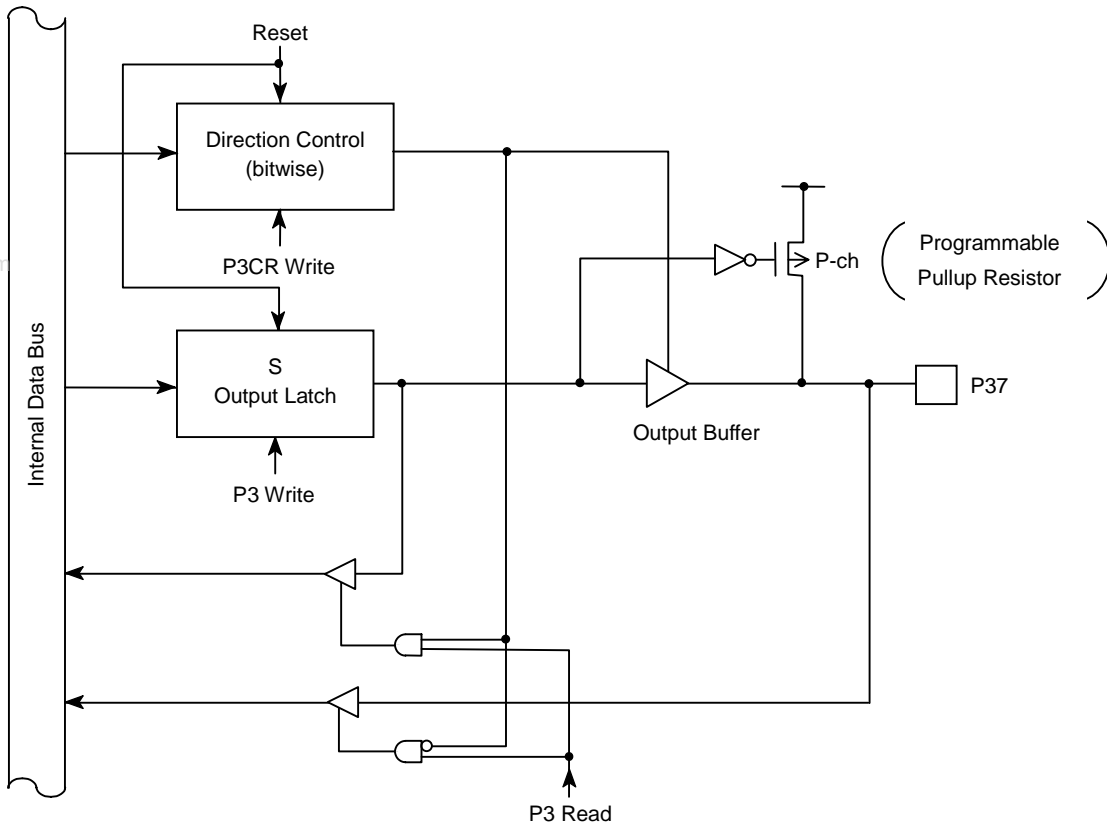 Reset
Direction Control
(bitwise)
P3CR Write
P-ch
Programmable
Pullup Resistor
Internal Data Bus
S
Output Latch
P37
Output Buffer
P3 Write
P3 Read